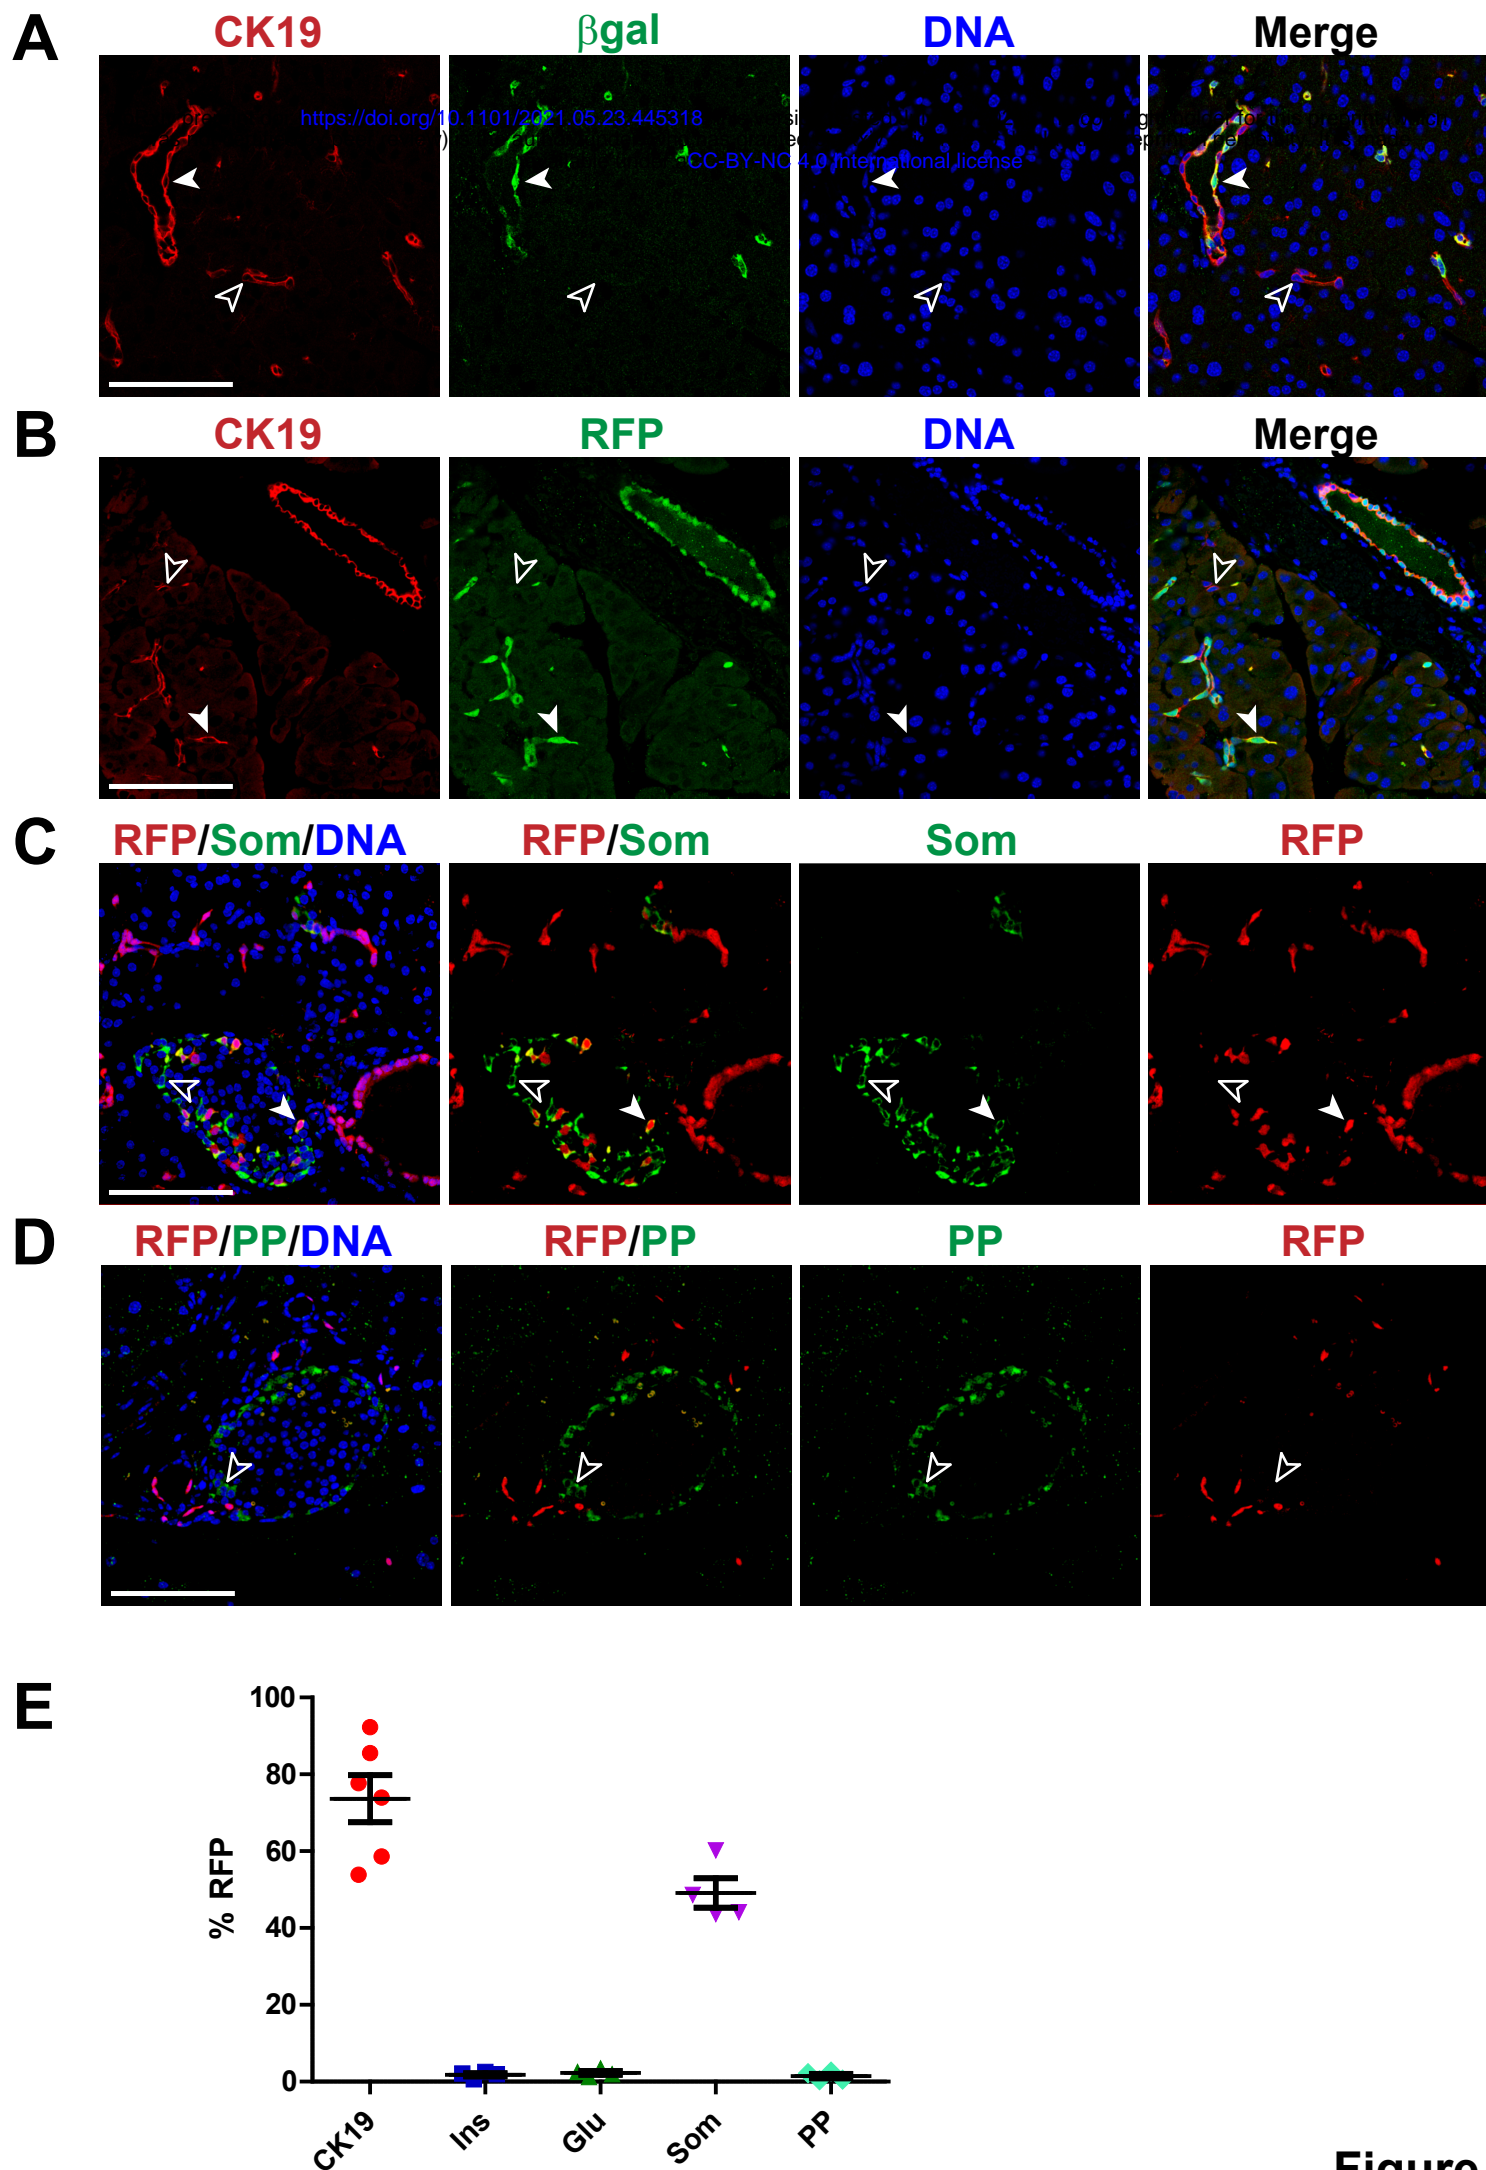 A
CK19 βgal DNA Merge
https://doi.org/10.1101/2021.05.23.445318
CC-BY-NC 4.0 International license
B
CK19 RFP DNA Merge
C
RFP/Som/DNA RFP/Som Som RFP
D
RFP/PP/DNA RFP/PP PP RFP
E
100
80
60
40
20
0
% RFP
CK19 Ins Glu Som PP
Figure